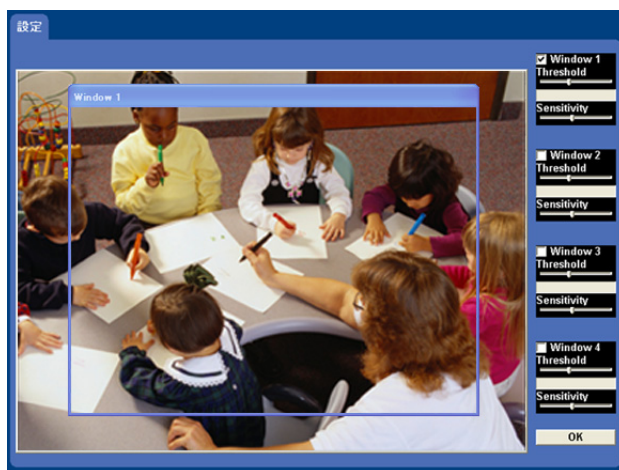 設定
Window 1
Window 1
Threshold
Sensitivity
Window 2
Threshold
Sensitivity
Window 3
Threshold
Sensitivity
Window 4
Threshold
Sensitivity
OK